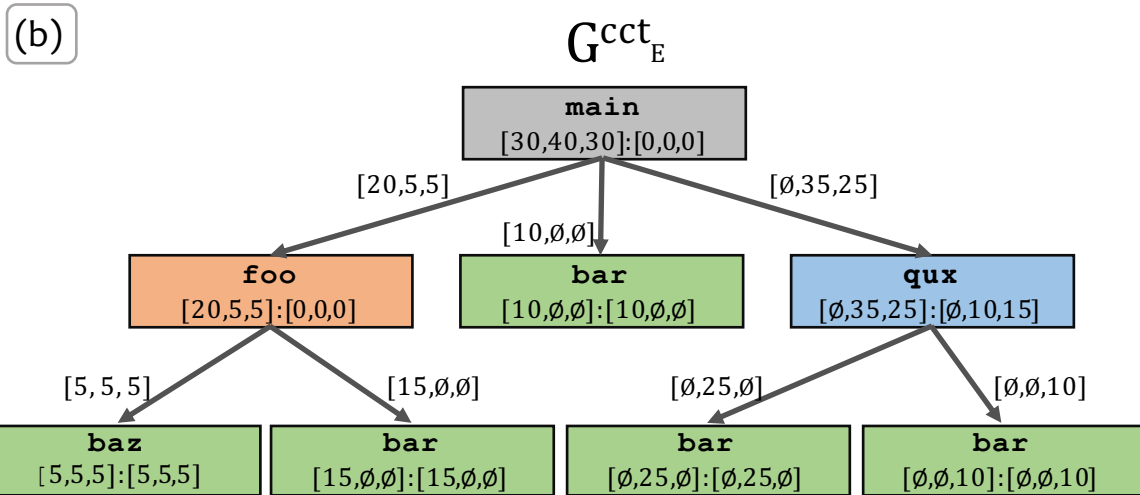 (b)
G^cct_E
main
[30,40,30]:[0,0,0]
[20,5,5]
[Ø,35,25]
[10,Ø,Ø]
foo
[20,5,5]:[0,0,0]
bar
[10,Ø,Ø]:[10,Ø,Ø]
qux
[Ø,35,25]:[Ø,10,15]
[5, 5, 5]
[15,Ø,Ø]
[Ø,25,Ø]
[Ø,Ø,10]
baz
[5,5,5]:[5,5,5]
bar
[15,Ø,Ø]:[15,Ø,Ø]
bar
[Ø,25,Ø]:[Ø,25,Ø]
bar
[Ø,Ø,10]:[Ø,Ø,10]